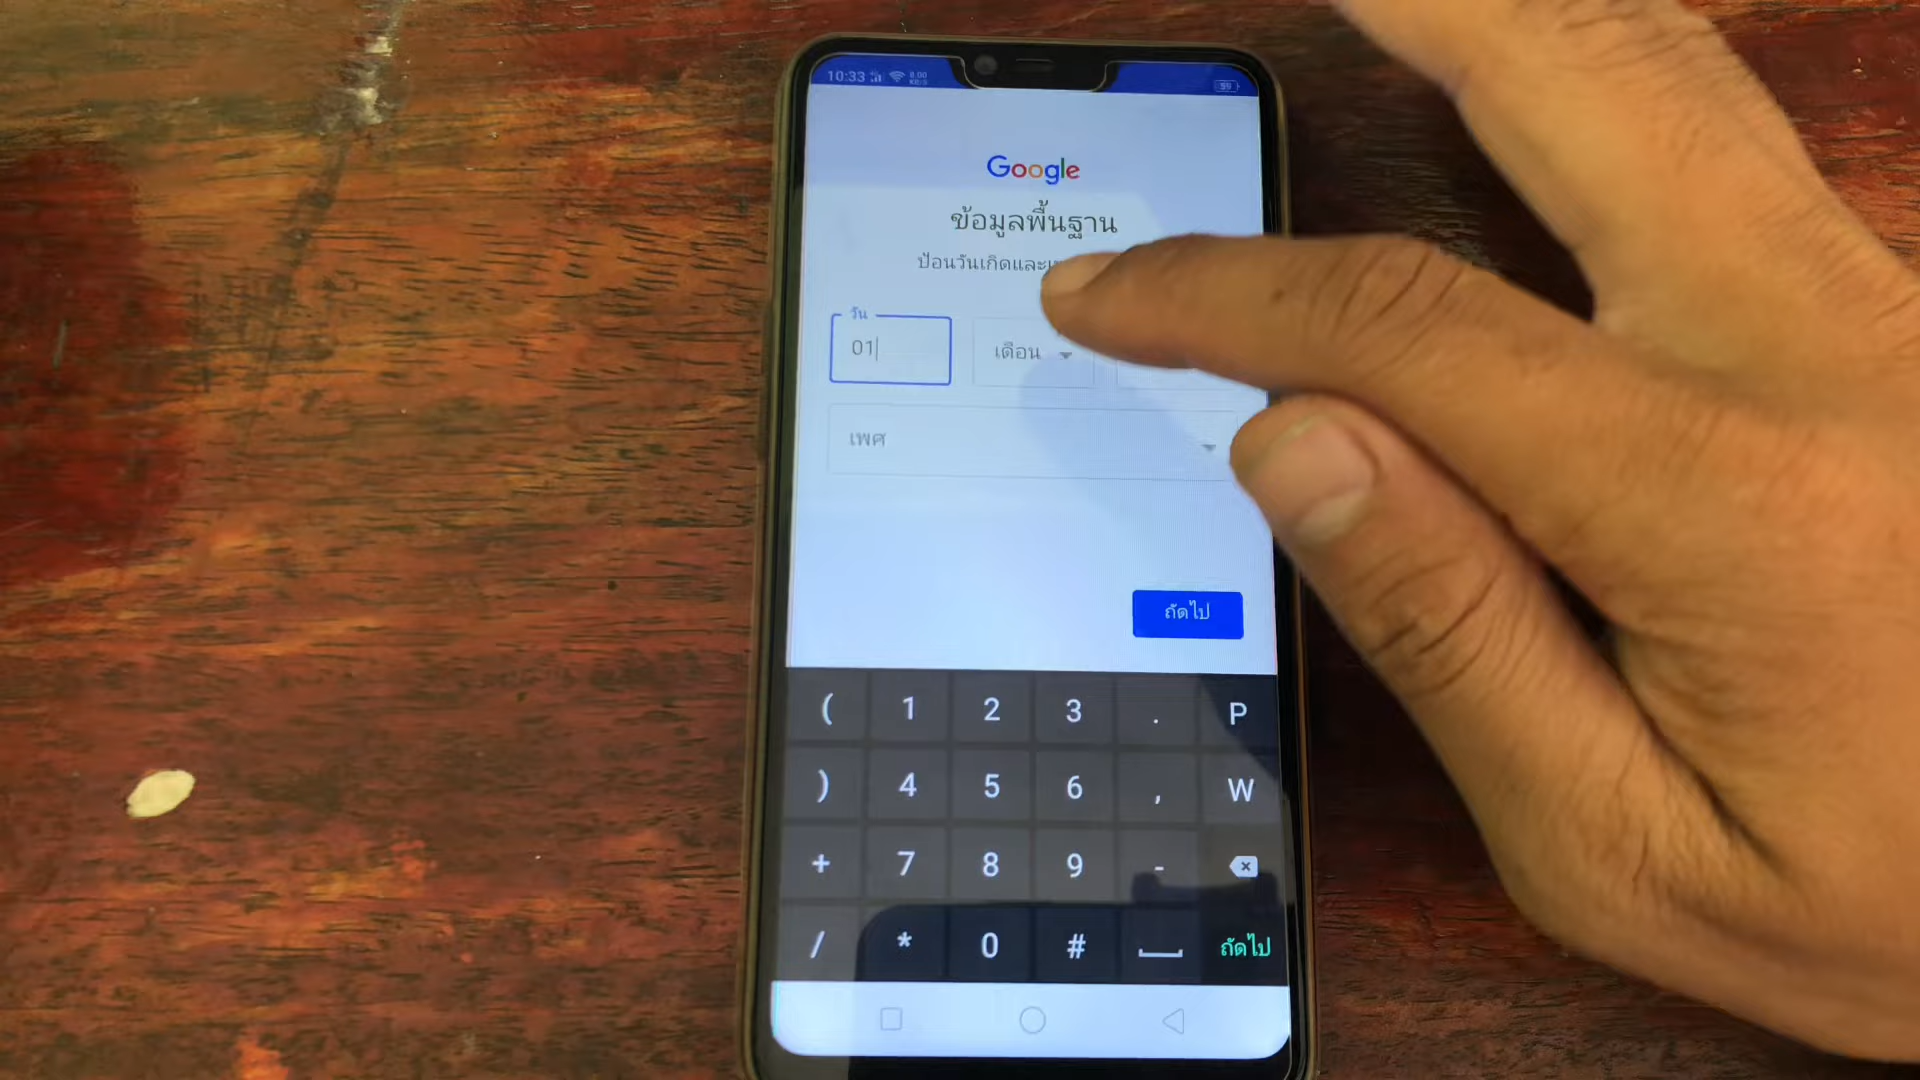 10:33
59
Google
ข้อมูลพื้นฐาน
ป้อนวันเกิดและ
วัน
01
เดือน
เพศ
ถัดไป
( 1 2 3 . P
) 4 5 6 , W
+ 7 8 9 -
/ * 0 # ถัดไป